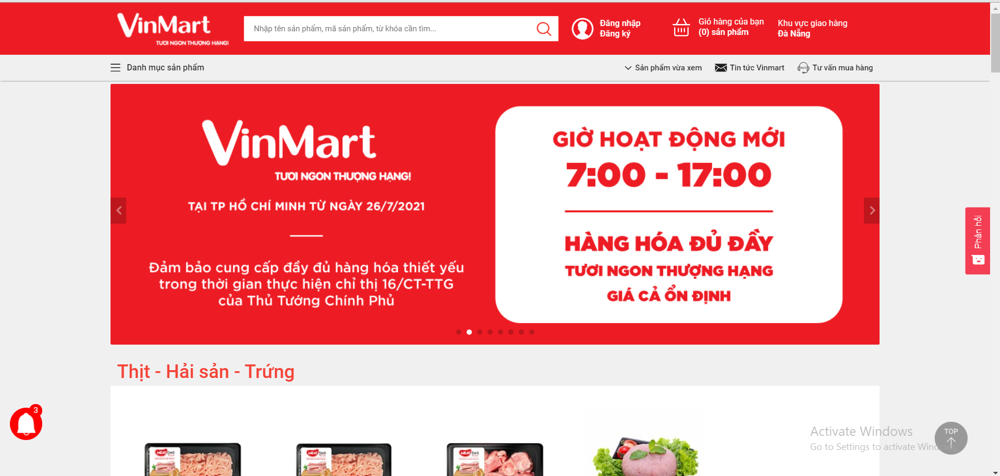 VinMart
TƯƠI NGON THƯỢNG HẠNG!
Nhập tên sản phẩm, mã sản phẩm, từ khóa cần tìm...
Đăng nhập
Đăng ký
Giỏ hàng của bạn
(0) sản phẩm
Khu vực giao hàng
Đà Nẵng
Danh mục sản phẩm
Sản phẩm vừa xem
Tin tức Vinmart
Tư vấn mua hàng
VinMart
TƯƠI NGON THƯỢNG HẠNG!
TẠI TP HỒ CHÍ MINH TỪ NGÀY 26/7/2021
Đảm bảo cung cấp đầy đủ hàng hóa thiết yếu
trong thời gian thực hiện chỉ thị 16/CT-TTG
của Thủ Tướng Chính Phủ
GIỜ HOẠT ĐỘNG MỚI
7:00 - 17:00
HÀNG HÓA ĐỦ ĐẦY
TƯƠI NGON THƯỢNG HẠNG
GIÁ CẢ ỔN ĐỊNH
Phản hồi
Thịt - Hải sản - Trứng
3
MEATDeli
MEATDeli
MEATDeli
Activate Windows
Go to Settings to activate Windows.
TOP